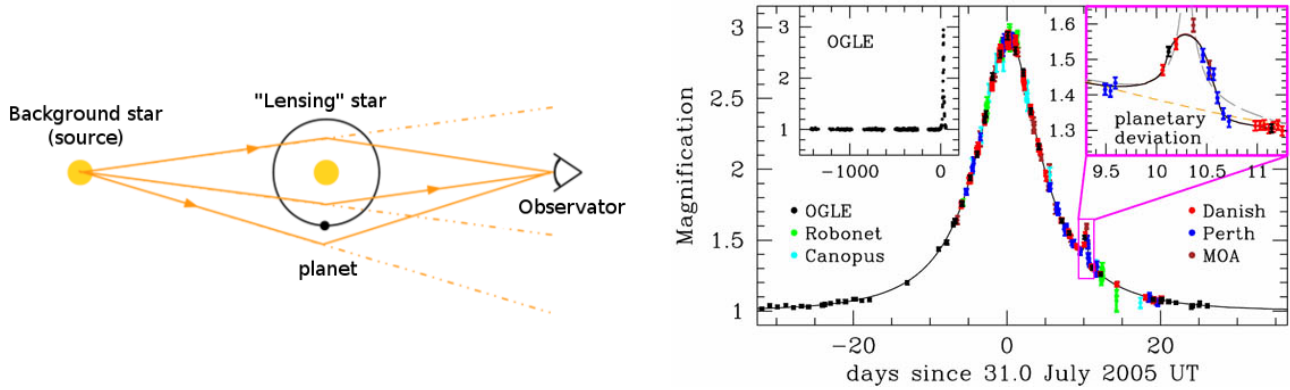 Background star
(source)
"Lensing" star
Observator
planet
Magnification
3
2.5
2
1.5
1
OGLE
3
2
1
−1000
0
1.6
1.5
1.4
1.3
planetary
deviation
9.5
10
10.5
11
OGLE
Robonet
Canopus
Danish
Perth
MOA
−20
0
20
days since 31.0 July 2005 UT